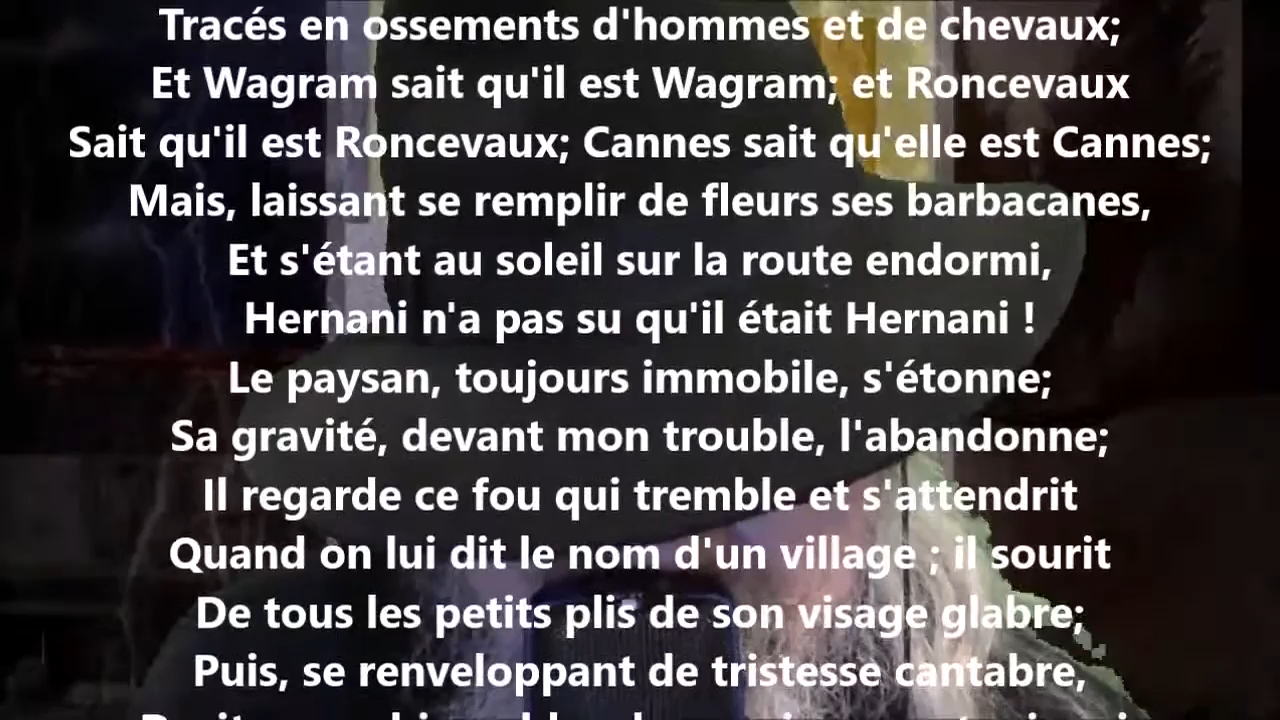 Tracés en ossements d'hommes et de chevaux;
Et Wagram sait qu'il est Wagram; et Roncevaux
Sait qu'il est Roncevaux; Cannes sait qu'elle est Cannes;
Mais, laissant se remplir de fleurs ses barbacanes,
Et s'étant au soleil sur la route endormi,
Hernani n'a pas su qu'il était Hernani !
Le paysan, toujours immobile, s'étonne;
Sa gravité, devant mon trouble, l'abandonne;
Il regarde ce fou qui tremble et s'attendrit
Quand on lui dit le nom d'un village ; il sourit
De tous les petits plis de son visage glabre;
Puis, se renveloppant de tristesse cantabre,